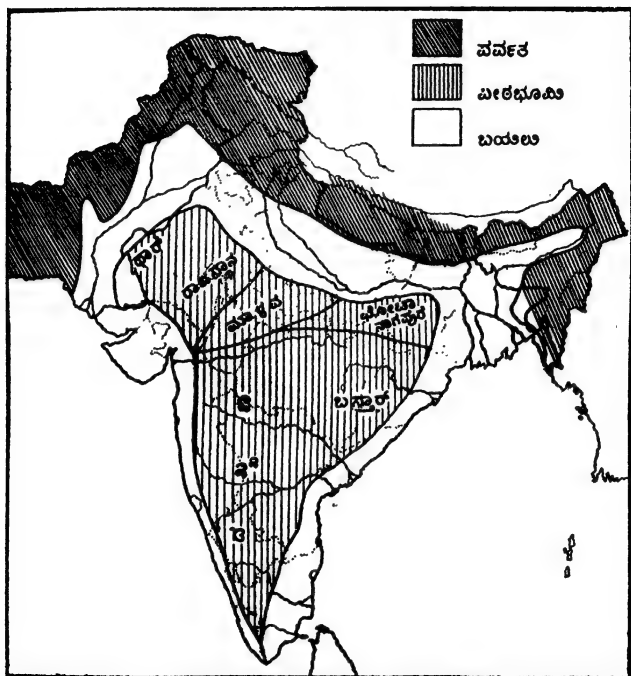 ಪರ್ವತ
ಪೀಠಭೂಮಿ
ಬಯಲು
ಥಾರ್
ರಾಜಸ್ಥಾನ
ಮಾಳವ
ಛೋಟಾ
ನಾಗಪುರ
ಬಸ್ತಾರ್